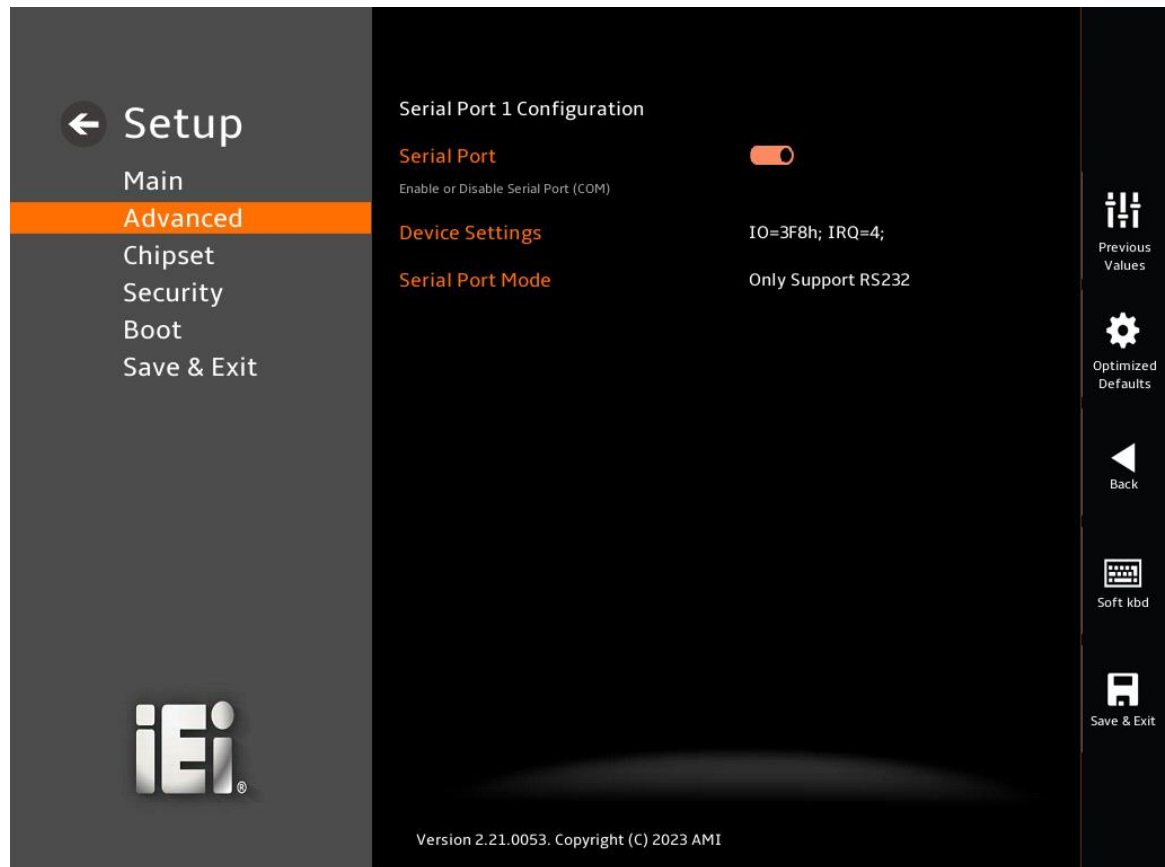 Setup
Main
Advanced
Chipset
Security
Boot
Save & Exit
iEi®
Serial Port 1 Configuration
Serial Port
Enable or Disable Serial Port (COM)
Device Settings IO=3F8h; IRQ=4;
Serial Port Mode Only Support RS232
Version 2.21.0053. Copyright (C) 2023 AMI
Previous
Values
Optimized
Defaults
Back
Soft kbd
Save & Exit